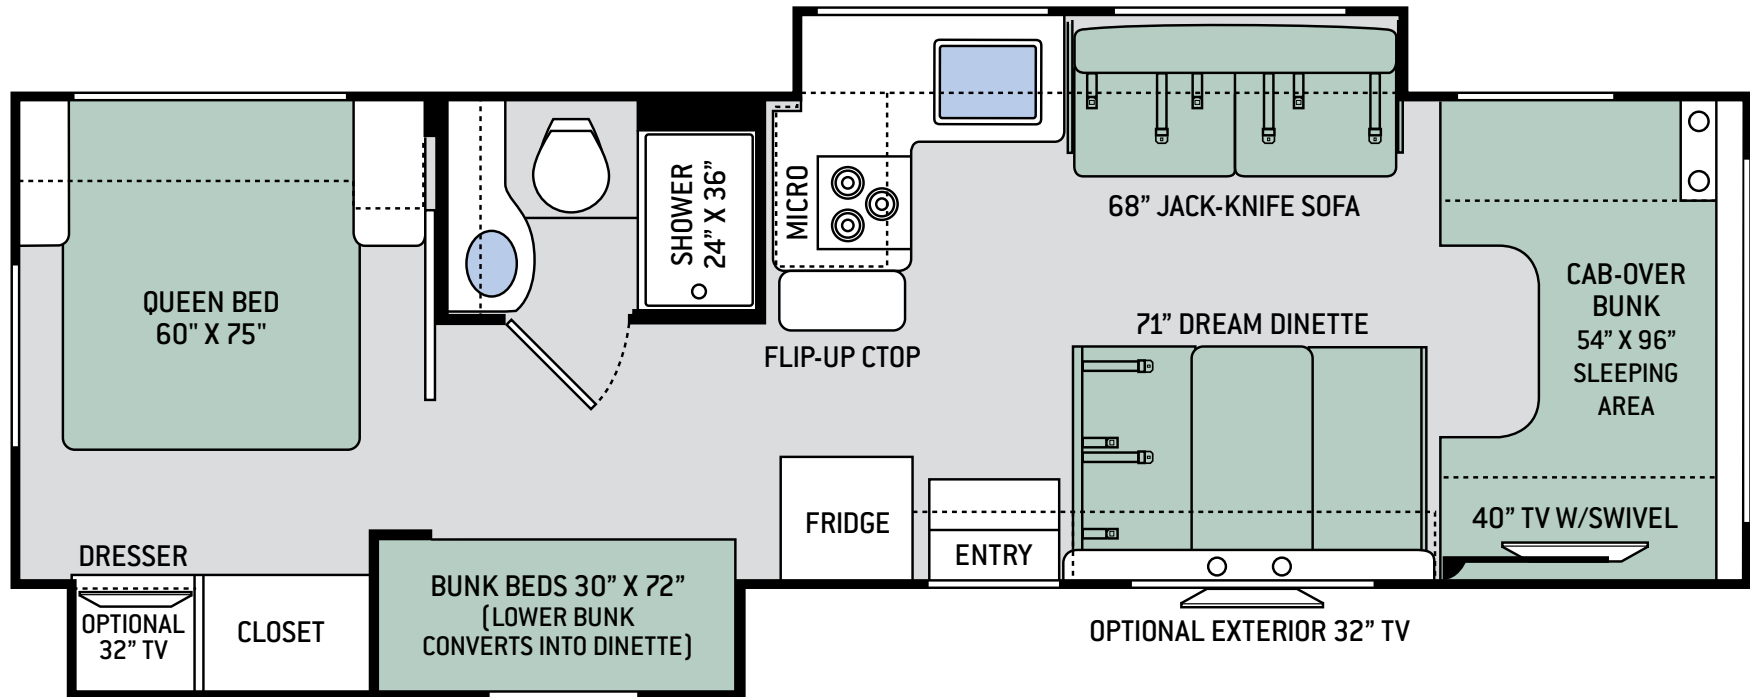 QUEEN BED
60" X 75"
SHOWER
24” X 36”
MICRO
FLIP-UP CTOP
68” JACK-KNIFE SOFA
71” DREAM DINETTE
CAB-OVER
BUNK
54” X 96”
SLEEPING
AREA
40” TV W/SWIVEL
FRIDGE
ENTRY
DRESSER
OPTIONAL
32” TV
CLOSET
BUNK BEDS 30” X 72”
(LOWER BUNK
CONVERTS INTO DINETTE)
OPTIONAL EXTERIOR 32” TV